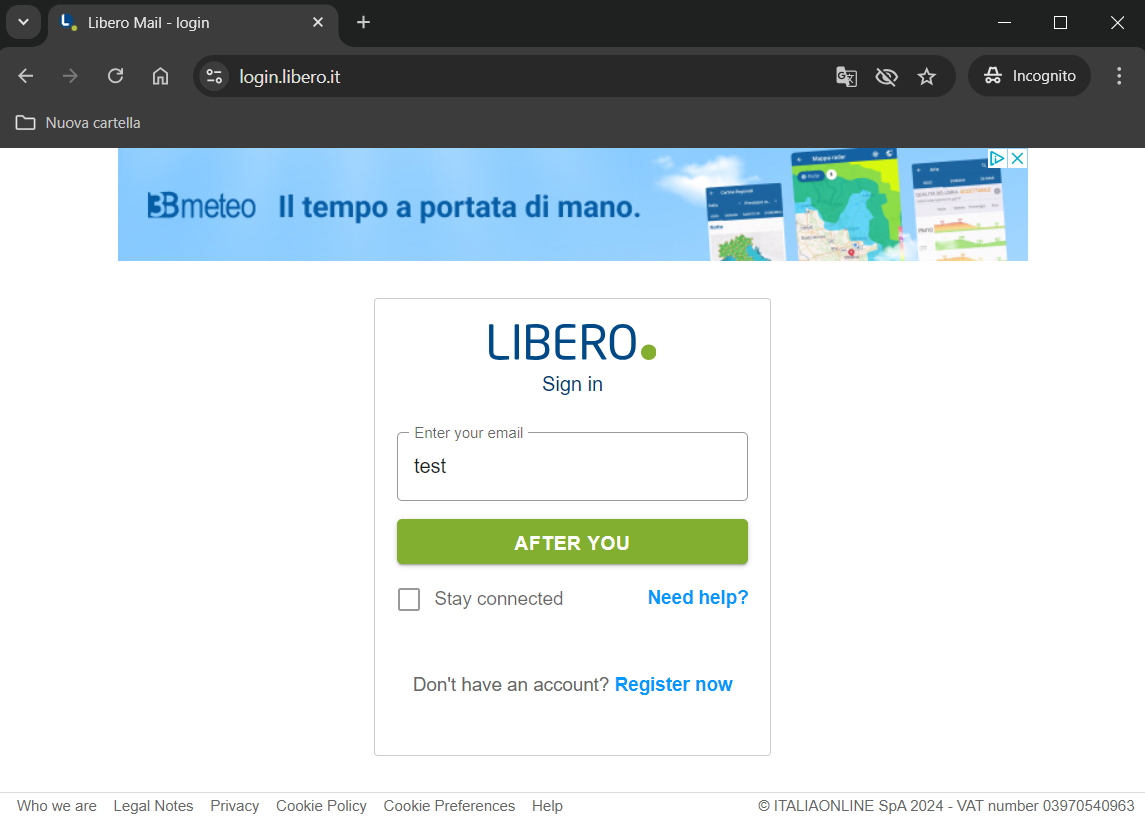 Libero Mail - login
login.libero.it
Incognito
Nuova cartella
3Bmeteo Il tempo a portata di mano.
Mappa radar
LIBERO
Sign in
Enter your email
test
AFTER YOU
Stay connected
Need help?
Don't have an account? Register now
Who we are Legal Notes Privacy Cookie Policy Cookie Preferences Help © ITALIAONLINE SpA 2024 - VAT number 03970540963